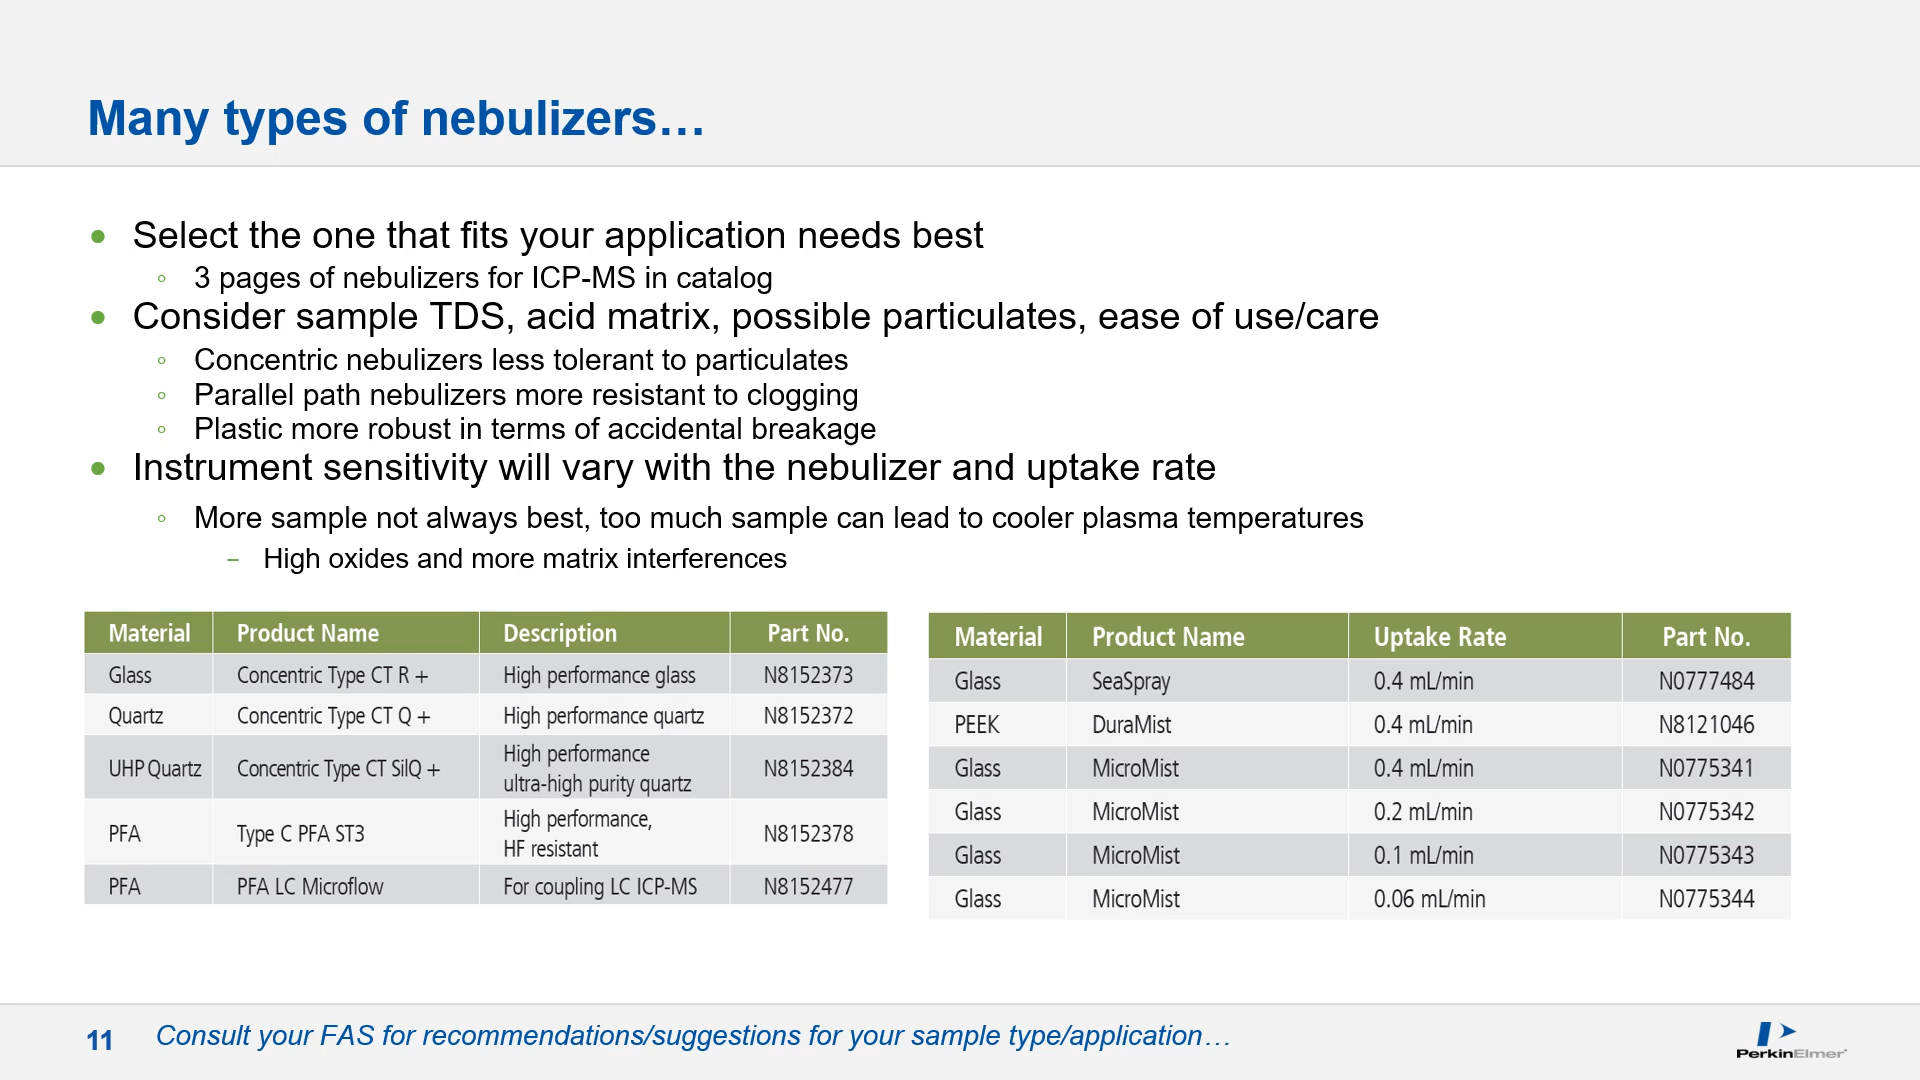 Many types of nebulizers…
• Select the one that fits your application needs best
◦ 3 pages of nebulizers for ICP-MS in catalog
• Consider sample TDS, acid matrix, possible particulates, ease of use/care
◦ Concentric nebulizers less tolerant to particulates
◦ Parallel path nebulizers more resistant to clogging
◦ Plastic more robust in terms of accidental breakage
• Instrument sensitivity will vary with the nebulizer and uptake rate
◦ More sample not always best, too much sample can lead to cooler plasma temperatures
– High oxides and more matrix interferences
Material Product Name Description Part No.
Glass Concentric Type CT R + High performance glass N8152373
Quartz Concentric Type CT Q + High performance quartz N8152372
UHP Quartz Concentric Type CT SilQ + High performance
ultra-high purity quartz N8152384
PFA Type C PFA ST3 High performance,
HF resistant N8152378
PFA PFA LC Microflow For coupling LC ICP-MS N8152477
Material Product Name Uptake Rate Part No.
Glass SeaSpray 0.4 mL/min N0777484
PEEK DuraMist 0.4 mL/min N8121046
Glass MicroMist 0.4 mL/min N0775341
Glass MicroMist 0.2 mL/min N0775342
Glass MicroMist 0.1 mL/min N0775343
Glass MicroMist 0.06 mL/min N0775344
11 Consult your FAS for recommendations/suggestions for your sample type/application…
PerkinElmer